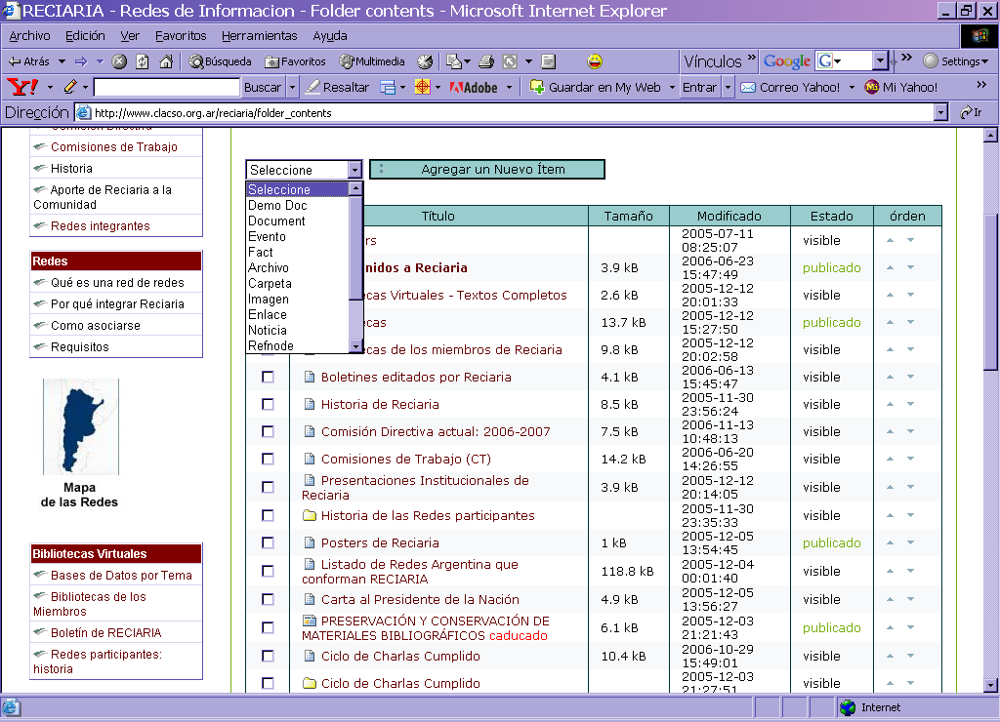 RECIARIA - Redes de Informacion - Folder contents - Microsoft Internet Explorer
Archivo Edición Ver Favoritos Herramientas Ayuda
Atrás Búsqueda Favoritos Multimedia Vínculos » Google G » Settings
Y! Buscar Resaltar Adobe Guardar en My Web Entrar Correo Yahoo! Mi Yahoo! »
Dirección http://www.clacso.org.ar/reciaria/folder_contents Ir
Comisión Directiva
Comisiones de Trabajo
Historia
Aporte de Reciaria a la
Comunidad
Redes integrantes
Redes
Qué es una red de redes
Por qué integrar Reciaria
Como asociarse
Requisitos
Mapa
de las Redes
Bibliotecas Virtuales
Bases de Datos por Tema
Bibliotecas de los
Miembros
Boletín de RECIARIA
Redes participantes:
historia
Seleccione Agregar un Nuevo Ítem
Seleccione
Demo Doc
Document
Evento
Fact
Archivo
Carpeta
Imagen
Enlace
Noticia
Refnode
Título Tamaño Modificado Estado órden
rs 2005-07-11 visible
08:25:07
nidos a Reciaria 3.9 kB 2006-06-23 publicado
15:47:49
ecas Virtuales - Textos Completos 2.6 kB 2005-12-12 visible
20:01:33
ecas 13.7 kB 2005-12-12 publicado
15:27:50
ecas de los miembros de Reciaria 9.8 kB 2005-12-12 visible
20:02:58
Boletines editados por Reciaria 4.1 kB 2006-06-13 visible
15:45:47
Historia de Reciaria 8.5 kB 2005-11-30 visible
23:56:24
Comisión Directiva actual: 2006-2007 7.5 kB 2006-11-13 visible
10:48:13
Comisiones de Trabajo (CT) 14.2 kB 2006-06-20 visible
14:26:55
Presentaciones Institucionales de
Reciaria 3.9 kB 2005-12-12 visible
20:14:05
Historia de las Redes participantes 2005-11-30 visible
23:35:33
Posters de Reciaria 1 kB 2005-12-05 publicado
13:54:45
Listado de Redes Argentina que
conforman RECIARIA 118.8 kB 2005-12-04 visible
00:01:40
Carta al Presidente de la Nación 4.9 kB 2005-12-05 visible
13:56:27
PRESERVACIÓN Y CONSERVACIÓN DE
MATERIALES BIBLIOGRÁFICOS caducado 6.1 kB 2005-12-03 publicado
21:21:43
Ciclo de Charlas Cumplido 10.4 kB 2006-10-29 visible
15:49:01
Ciclo de Charlas Cumplido 2005-12-03 visible
21:27:51
Internet